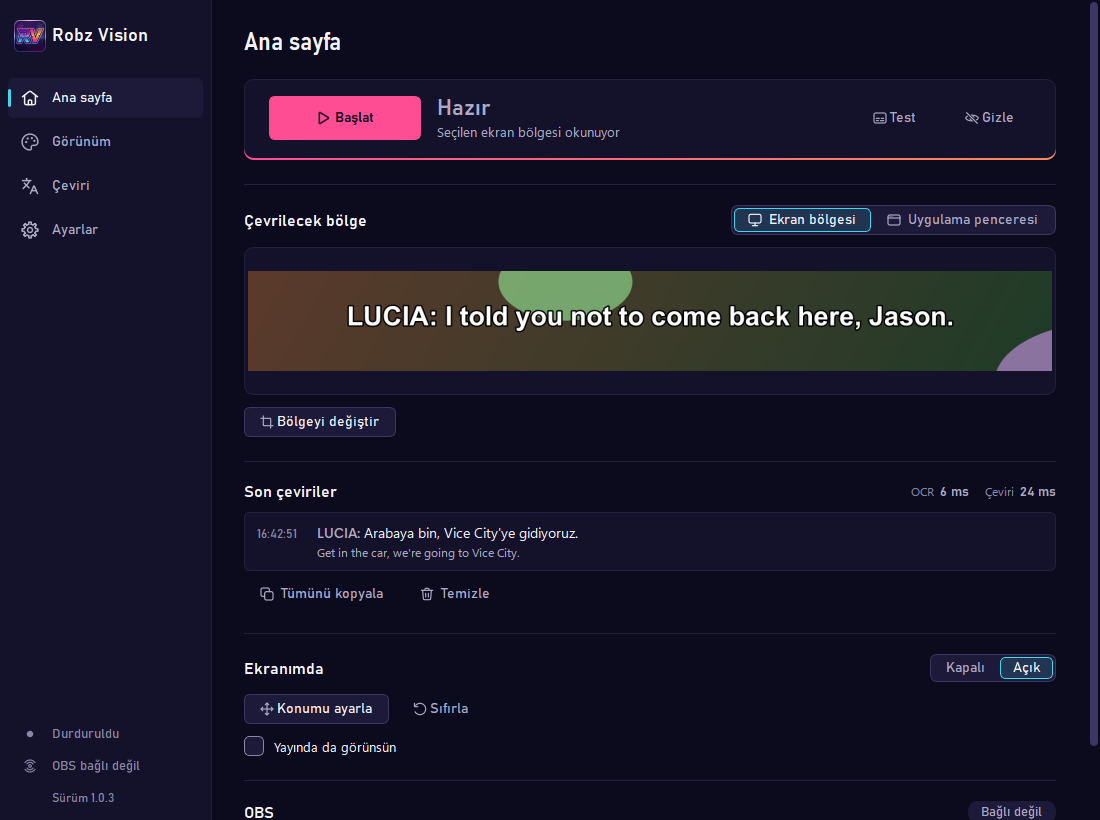 Robz Vision
Ana sayfa
Görünüm
Çeviri
Ayarlar
Durduruldu
OBS bağlı değil
Sürüm 1.0.3
Ana sayfa
Başlat
Hazır
Seçilen ekran bölgesi okunuyor
Test
Gizle
Çevrilecek bölge
Ekran bölgesi
Uygulama penceresi
LUCIA: I told you not to come back here, Jason.
Bölgeyi değiştir
Son çeviriler
OCR 6 ms
Çeviri 24 ms
16:42:51
LUCIA: Arabaya bin, Vice City'ye gidiyoruz.
Get in the car, we're going to Vice City.
Tümünü kopyala
Temizle
Ekranımda
Kapalı
Açık
Konumu ayarla
Sıfırla
Yayında da görünsün
OBS
Bağlı değil